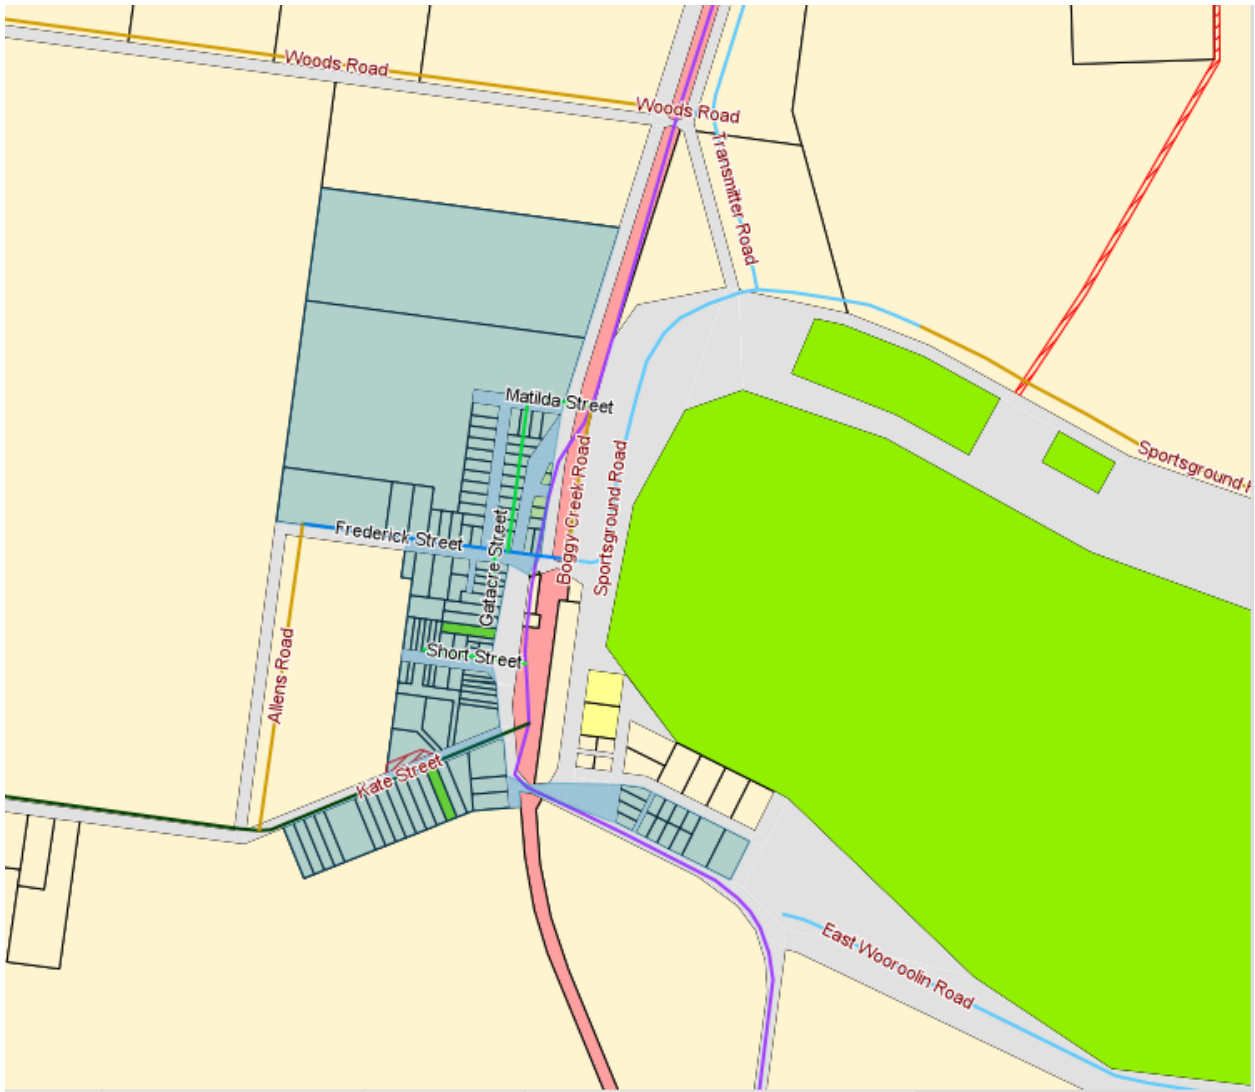 Woods Road
Woods Road
Transmitter Road
Matilda Street
Boggy Creek Road
Sportsground Road
Sportsground R
Frederick Street
Gatacre Street
Short Street
Allens Road
Kate Street
East Wooroolin Road